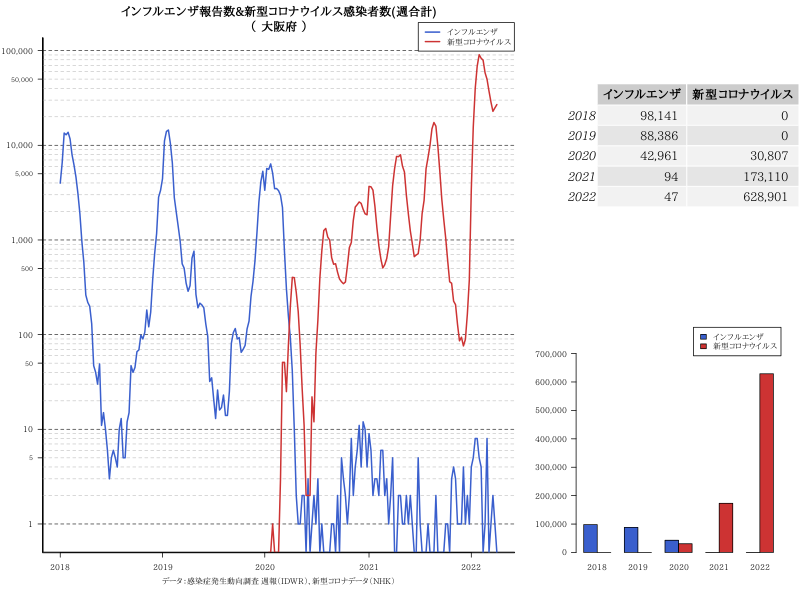 インフルエンザ報告数&新型コロナウイルス感染者数(週合計)
( 大阪府 )
インフルエンザ
新型コロナウイルス
100,000
50,000
10,000
5,000
1,000
500
100
50
10
5
1
2018
2019
2020
2021
2022
データ:感染症発生動向調査 週報(IDWR)、新型コロナデータ(NHK)
インフルエンザ 新型コロナウイルス
2018 98,141 0
2019 88,386 0
2020 42,961 30,807
2021 94 173,110
2022 47 628,901
インフルエンザ
新型コロナウイルス
700,000
600,000
500,000
400,000
300,000
200,000
100,000
0
2018
2019
2020
2021
2022